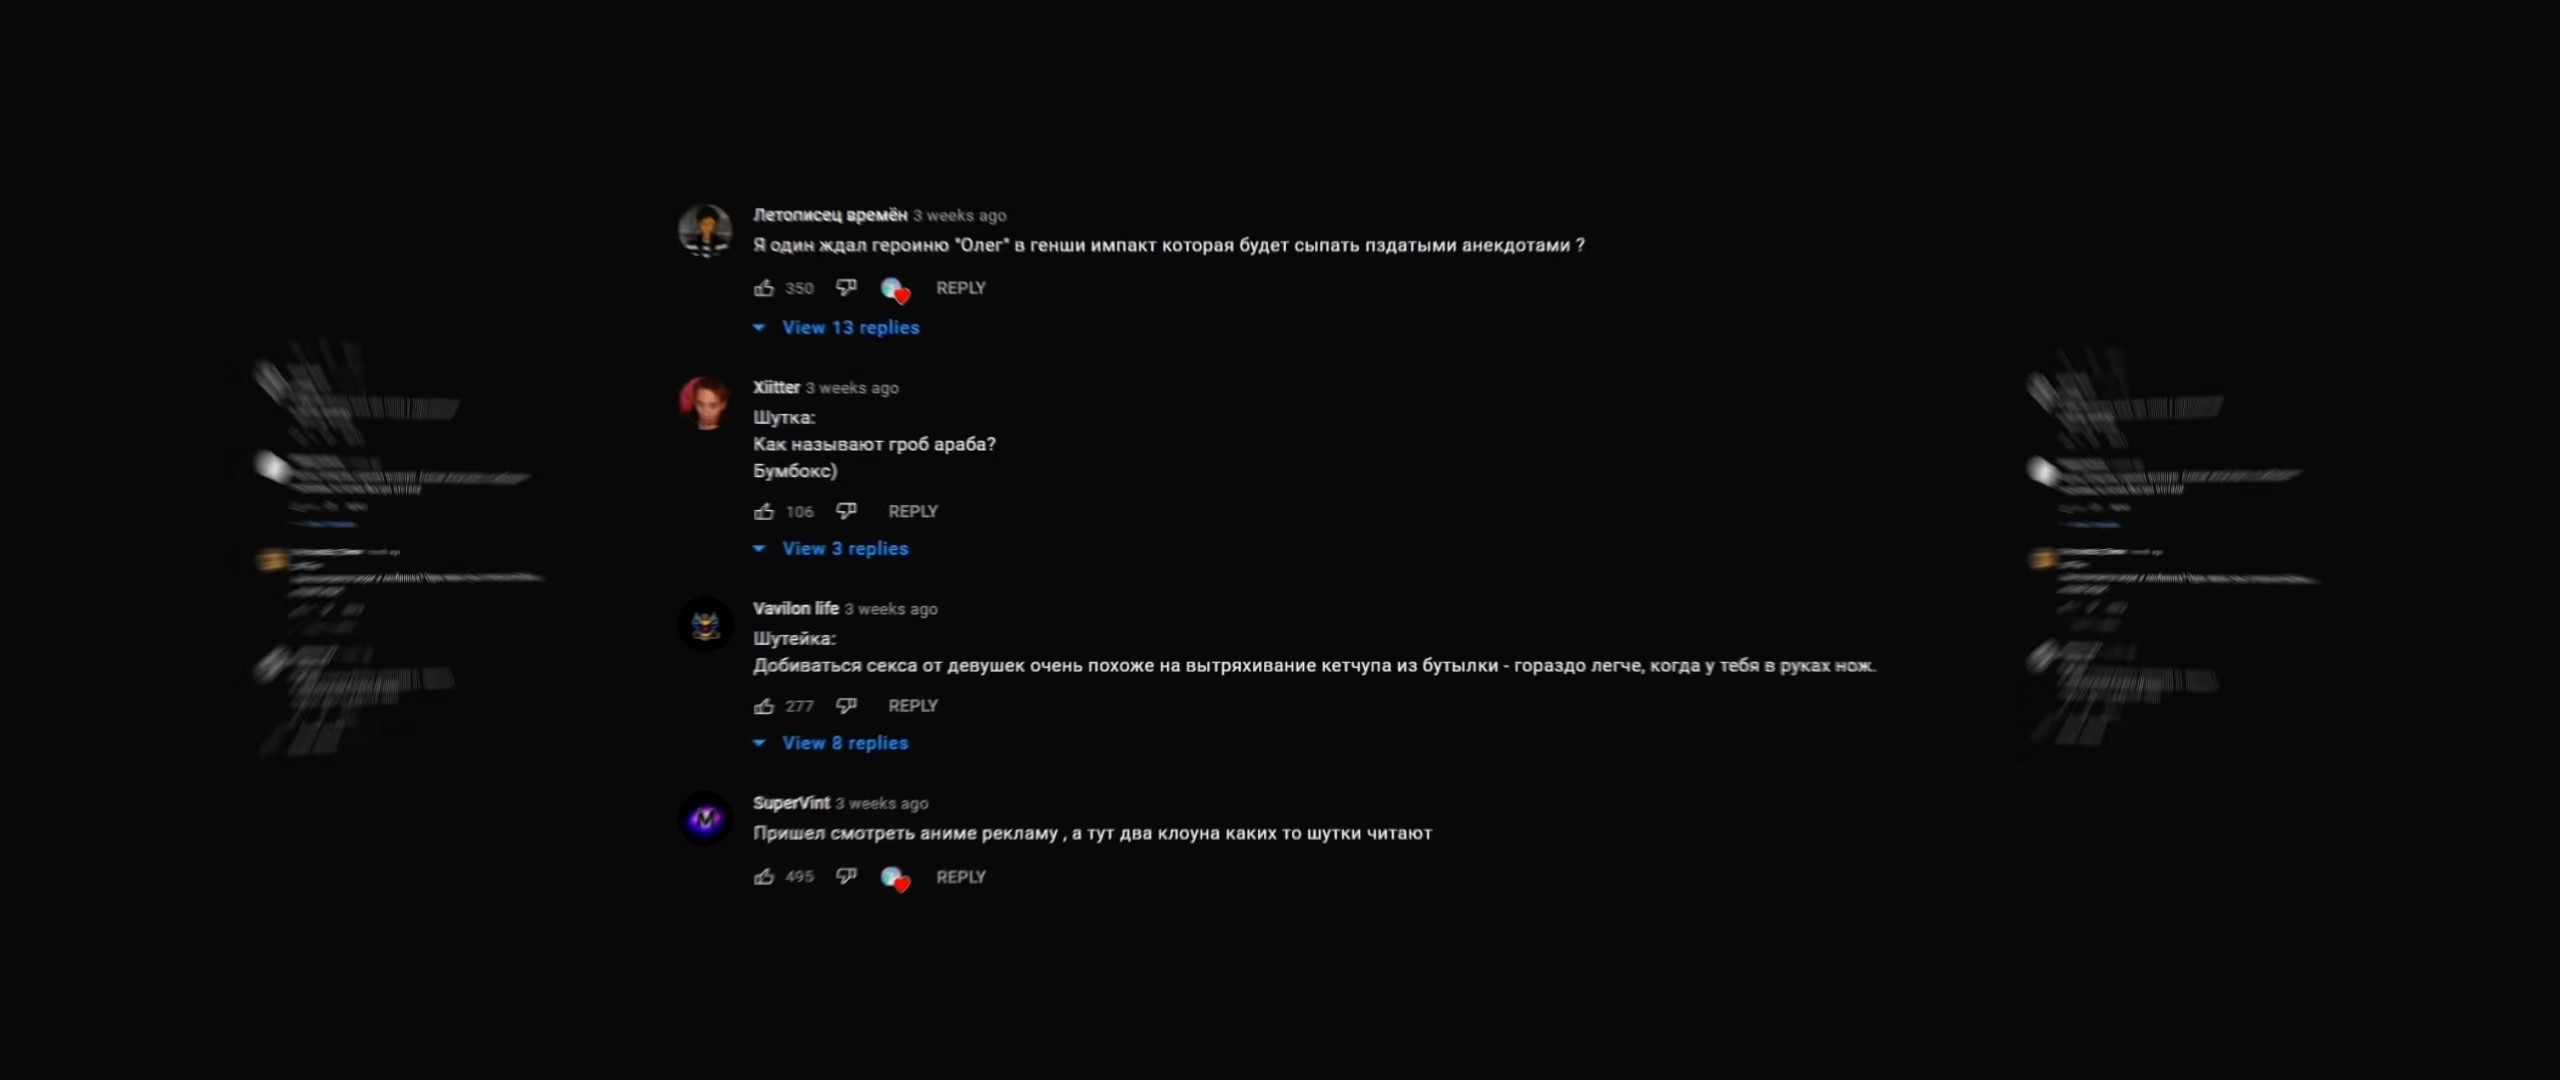 Летописец времён 3 weeks ago
Я один ждал героиню "Олег" в генши импакт которая будет сыпать пздатыми анекдотами ?
350 REPLY
View 13 replies
Xiitter 3 weeks ago
Шутка:
Как называют гроб араба?
Бумбокс)
106 REPLY
View 3 replies
Vavilon life 3 weeks ago
Шутейка:
Добиваться секса от девушек очень похоже на вытряхивание кетчупа из бутылки - гораздо легче, когда у тебя в руках нож.
277 REPLY
View 8 replies
SuperVint 3 weeks ago
Пришел смотреть аниме рекламу , а тут два клоуна каких то шутки читают
495 REPLY